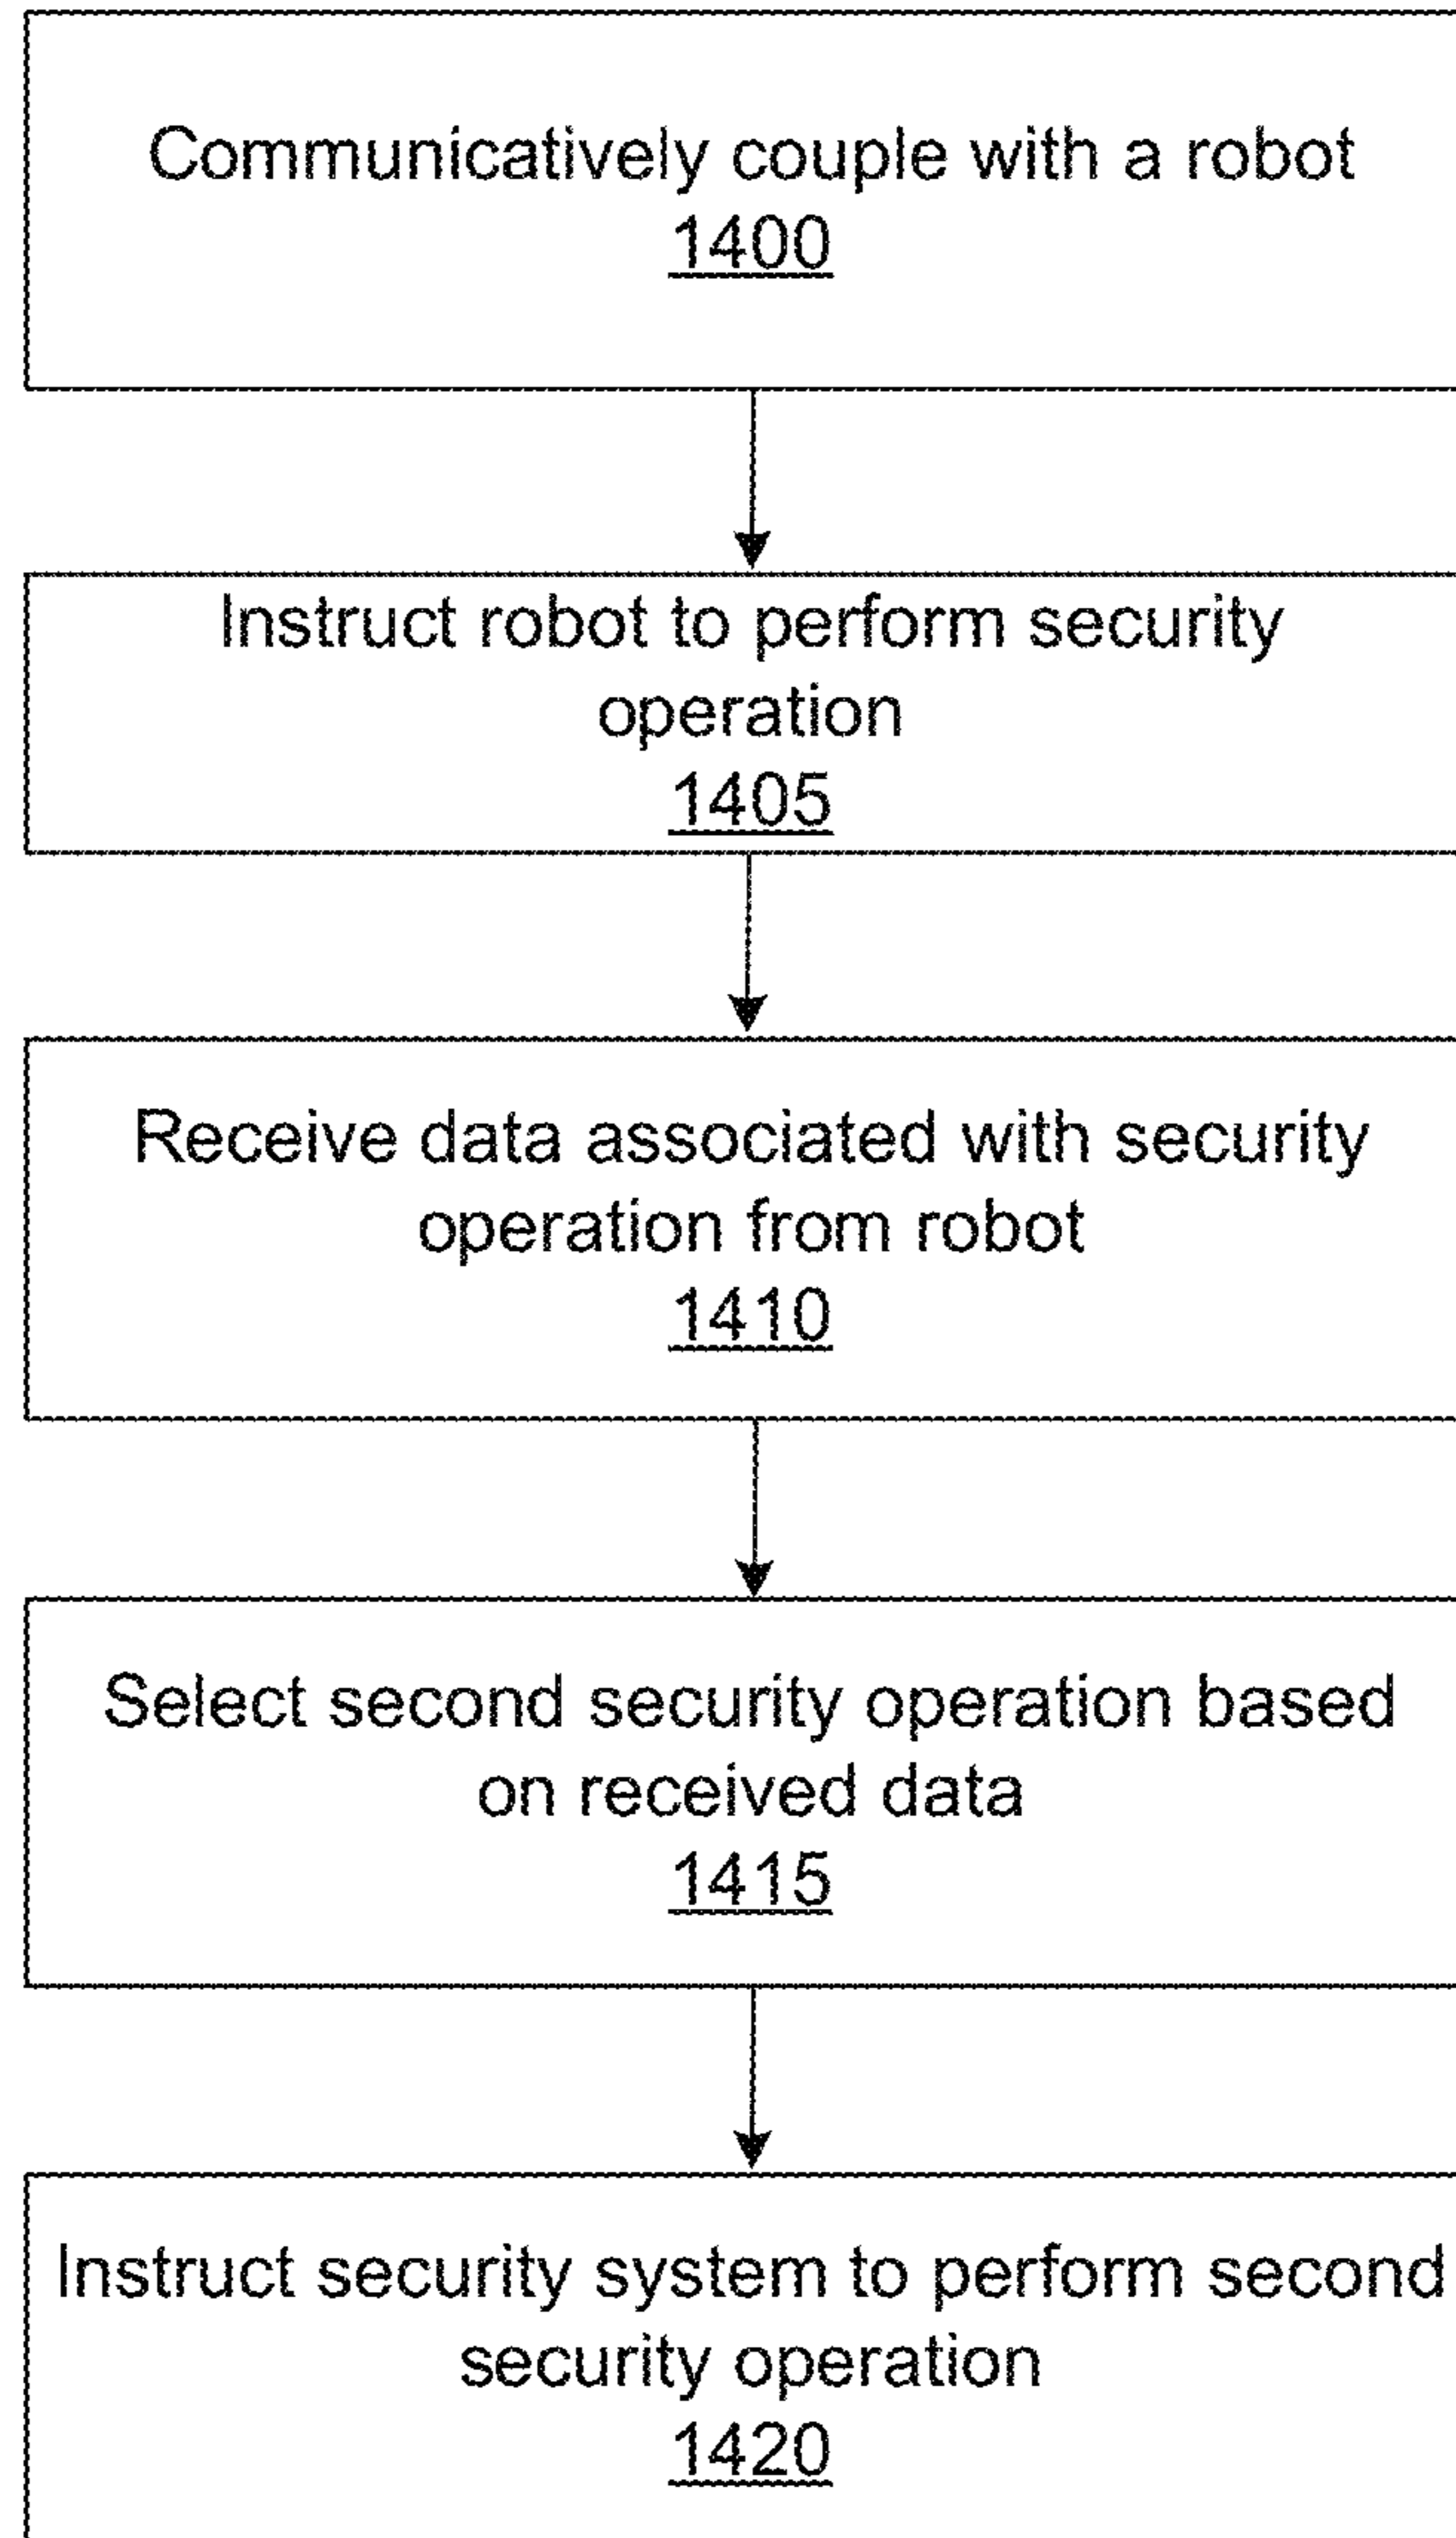 Communicatively couple with a robot
1400
Instruct robot to perform security
operation
1405
Receive data associated with security
operation from robot
1410
Select second security operation based
on received data
1415
Instruct security system to perform second
security operation
1420